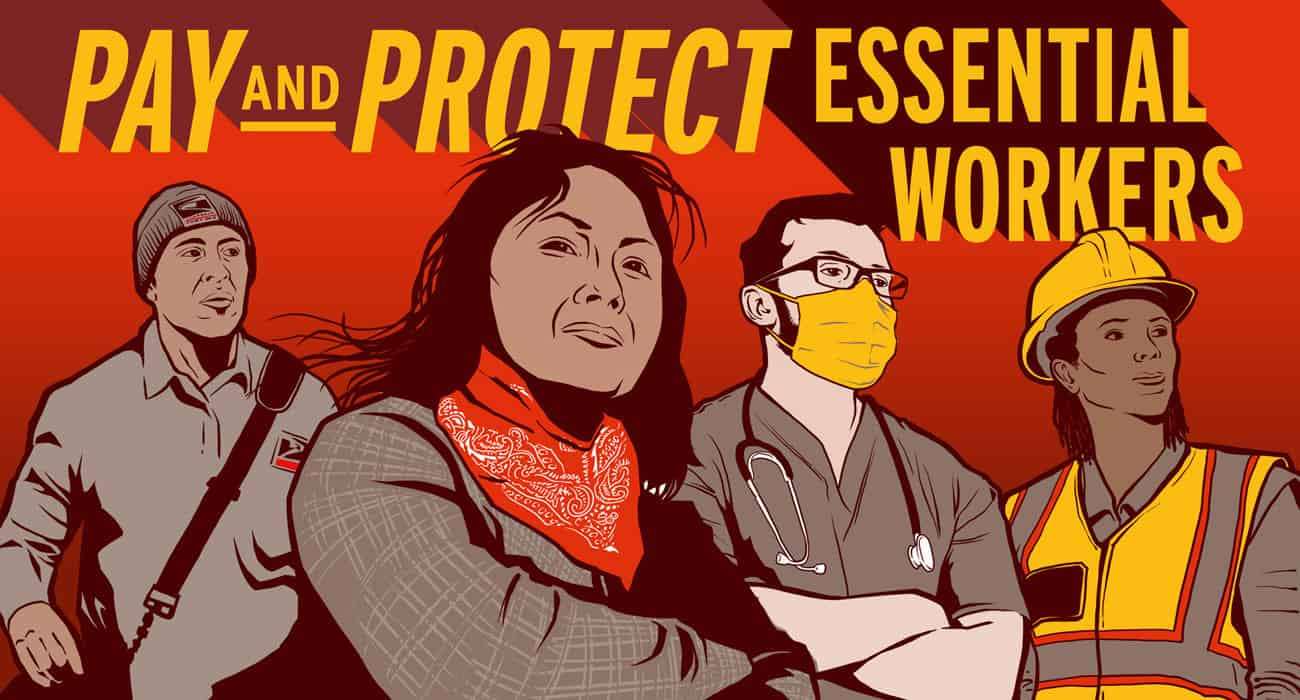 PAY AND PROTECT ESSENTIAL
WORKERS